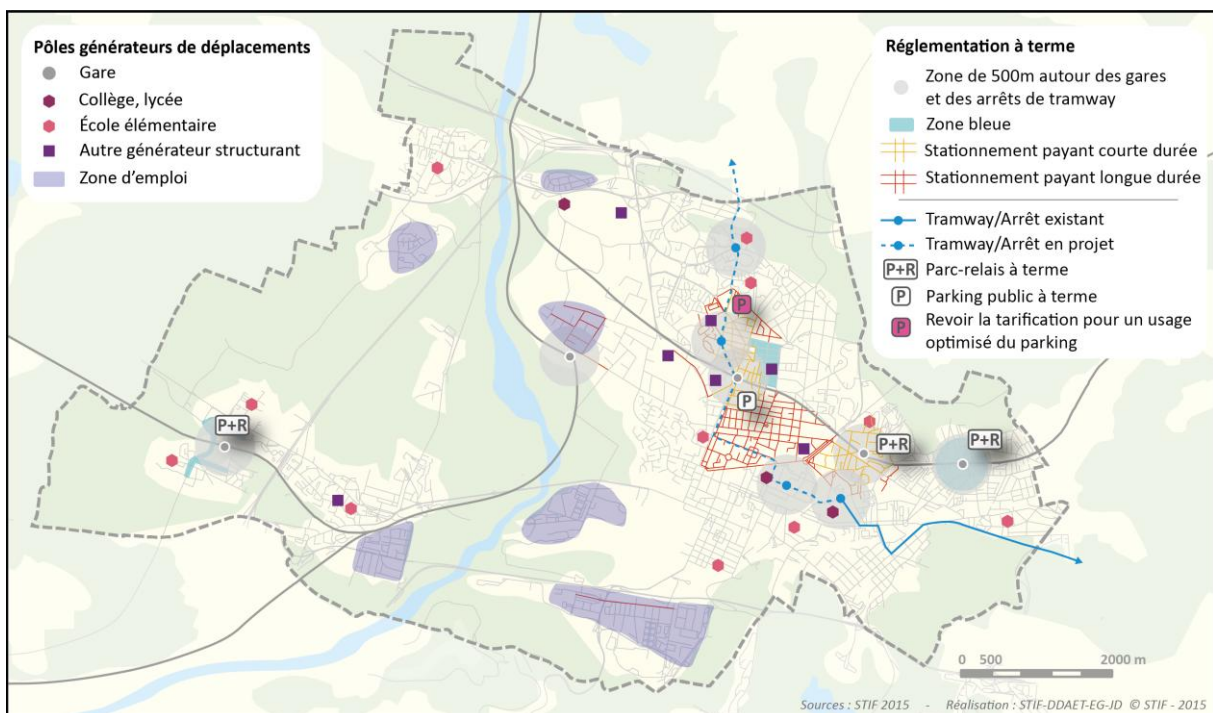 Pôles générateurs de déplacements
Gare
Collège, lycée
École élémentaire
Autre générateur structurant
Zone d'emploi
Réglementation à terme
Zone de 500m autour des gares
et des arrêts de tramway
Zone bleue
Stationnement payant courte durée
Stationnement payant longue durée
Tramway/Arrêt existant
Tramway/Arrêt en projet
P+R Parc-relais à terme
P Parking public à terme
P Revoir la tarification pour un usage
optimisé du parking
P
P
P+R
P+R
P+R
0 500 2000 m
Sources : STIF 2015 - Réalisation : STIF-DDAET-EG-JD © STIF - 2015